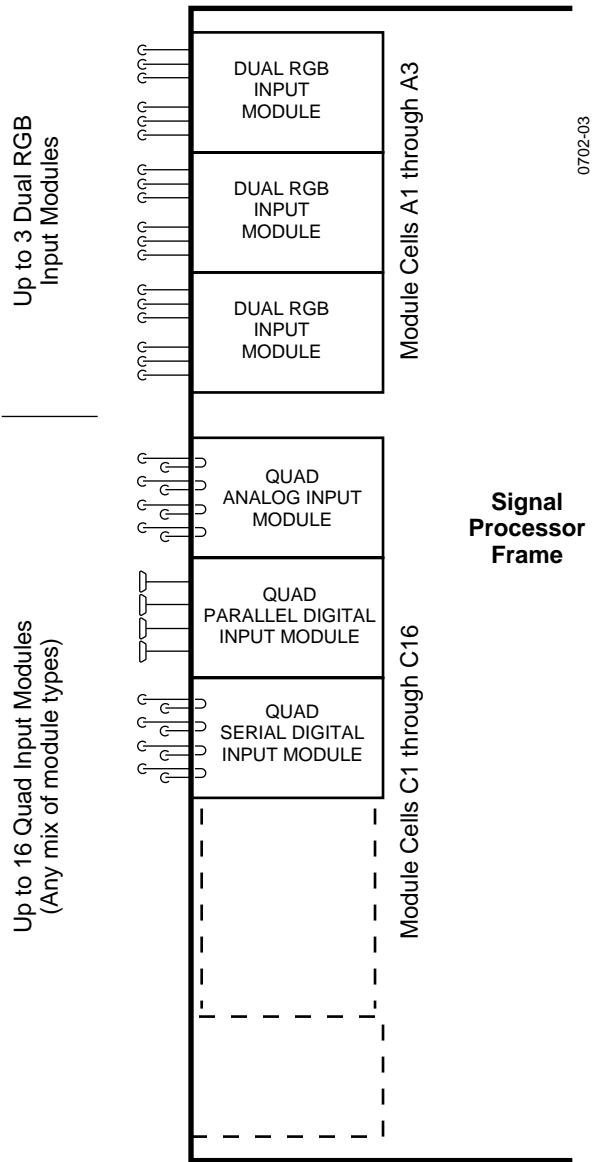 Up to 3 Dual RGB
Input Modules
DUAL RGB
INPUT
MODULE
DUAL RGB
INPUT
MODULE
DUAL RGB
INPUT
MODULE
Module Cells A1 through A3
0702-03
Up to 16 Quad Input Modules
(Any mix of module types)
QUAD
ANALOG INPUT
MODULE
QUAD
PARALLEL DIGITAL
INPUT MODULE
QUAD
SERIAL DIGITAL
INPUT MODULE
Module Cells C1 through C16
Signal
Processor
Frame